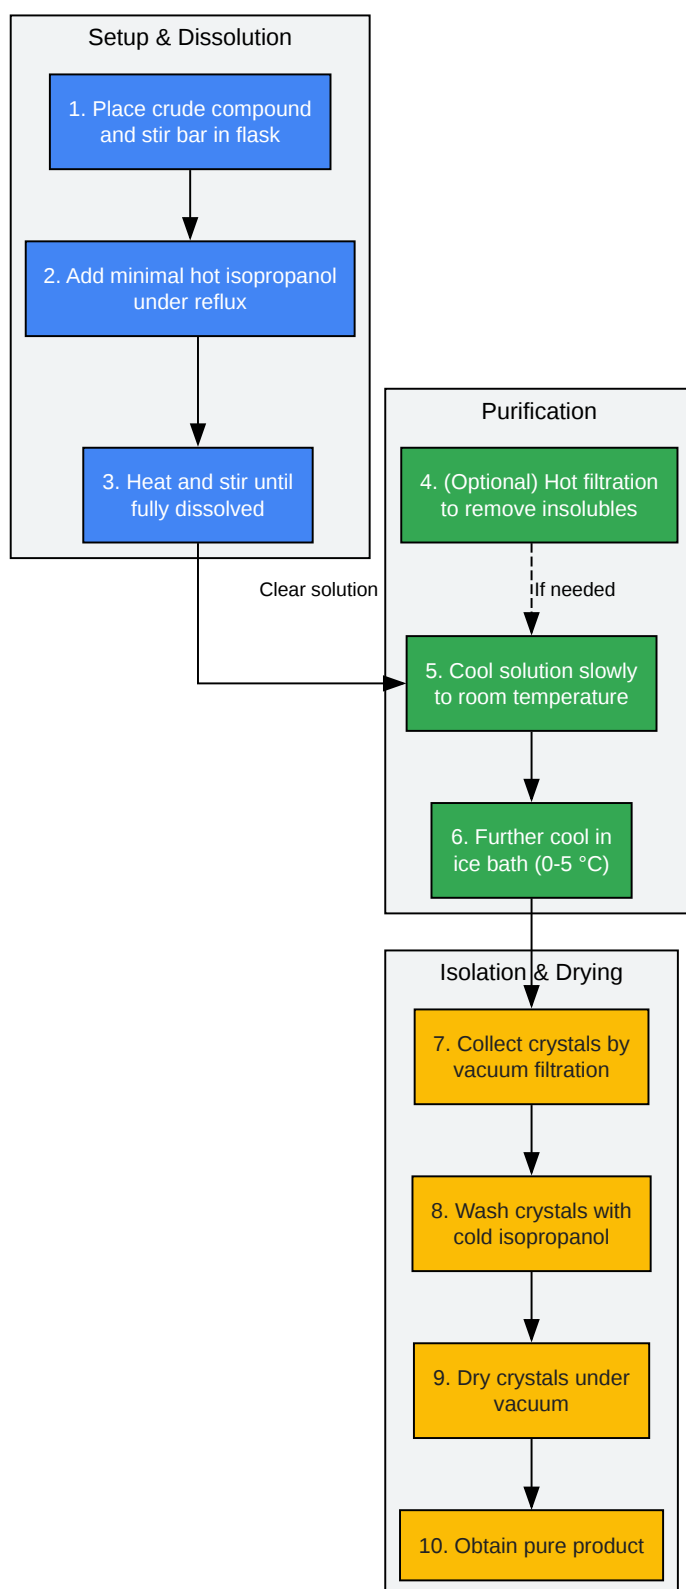 Setup & Dissolution
1. Place crude compound
and stir bar in flask
2. Add minimal hot isopropanol
under reflux
3. Heat and stir until
fully dissolved
Clear solution
Purification
4. (Optional) Hot filtration
to remove insolubles
If needed
5. Cool solution slowly
to room temperature
6. Further cool in
ice bath (0-5 °C)
Isolation & Drying
7. Collect crystals by
vacuum filtration
8. Wash crystals with
cold isopropanol
9. Dry crystals under
vacuum
10. Obtain pure product